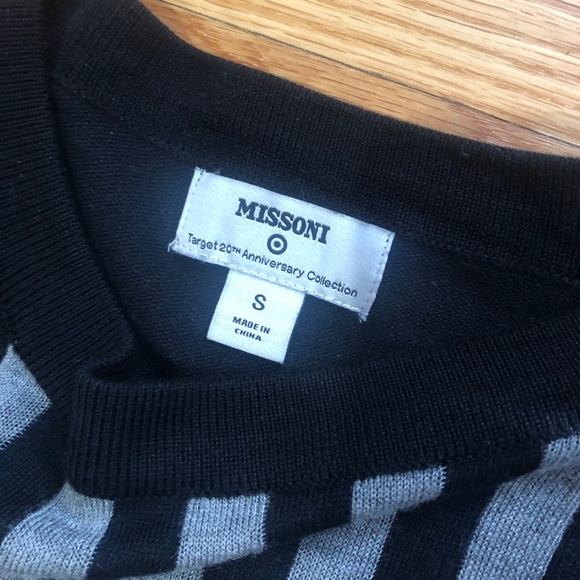 MISSONI
Target 20TH Anniversary Collection
S
MADE IN
CHINA